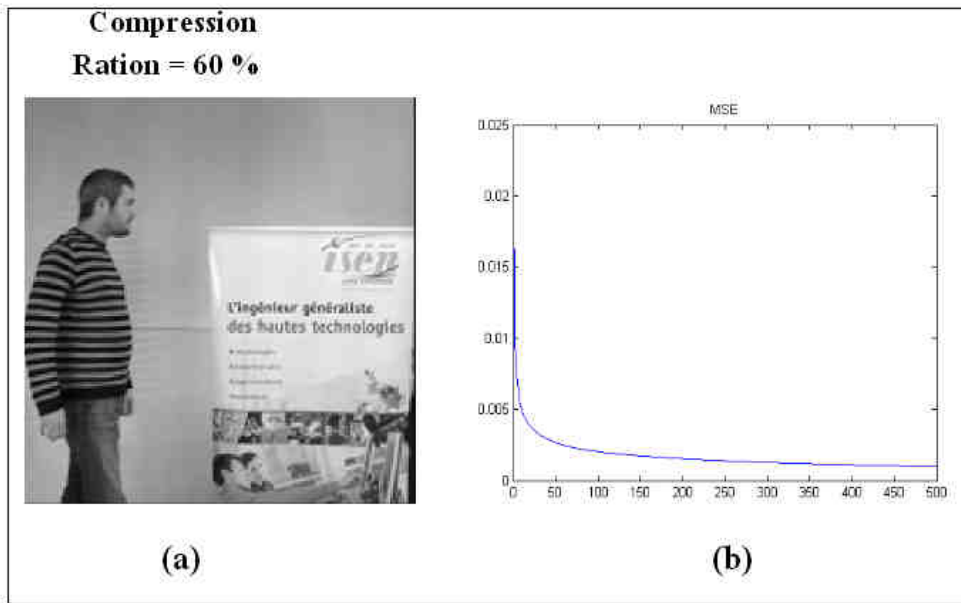 Compression
Ration = 60 %
isen
L'ingénieur généraliste
des hautes technologies
(a)
MSE
0.025
0.02
0.015
0.01
0.005
0
0 50 100 150 200 250 300 350 400 450 500
(b)